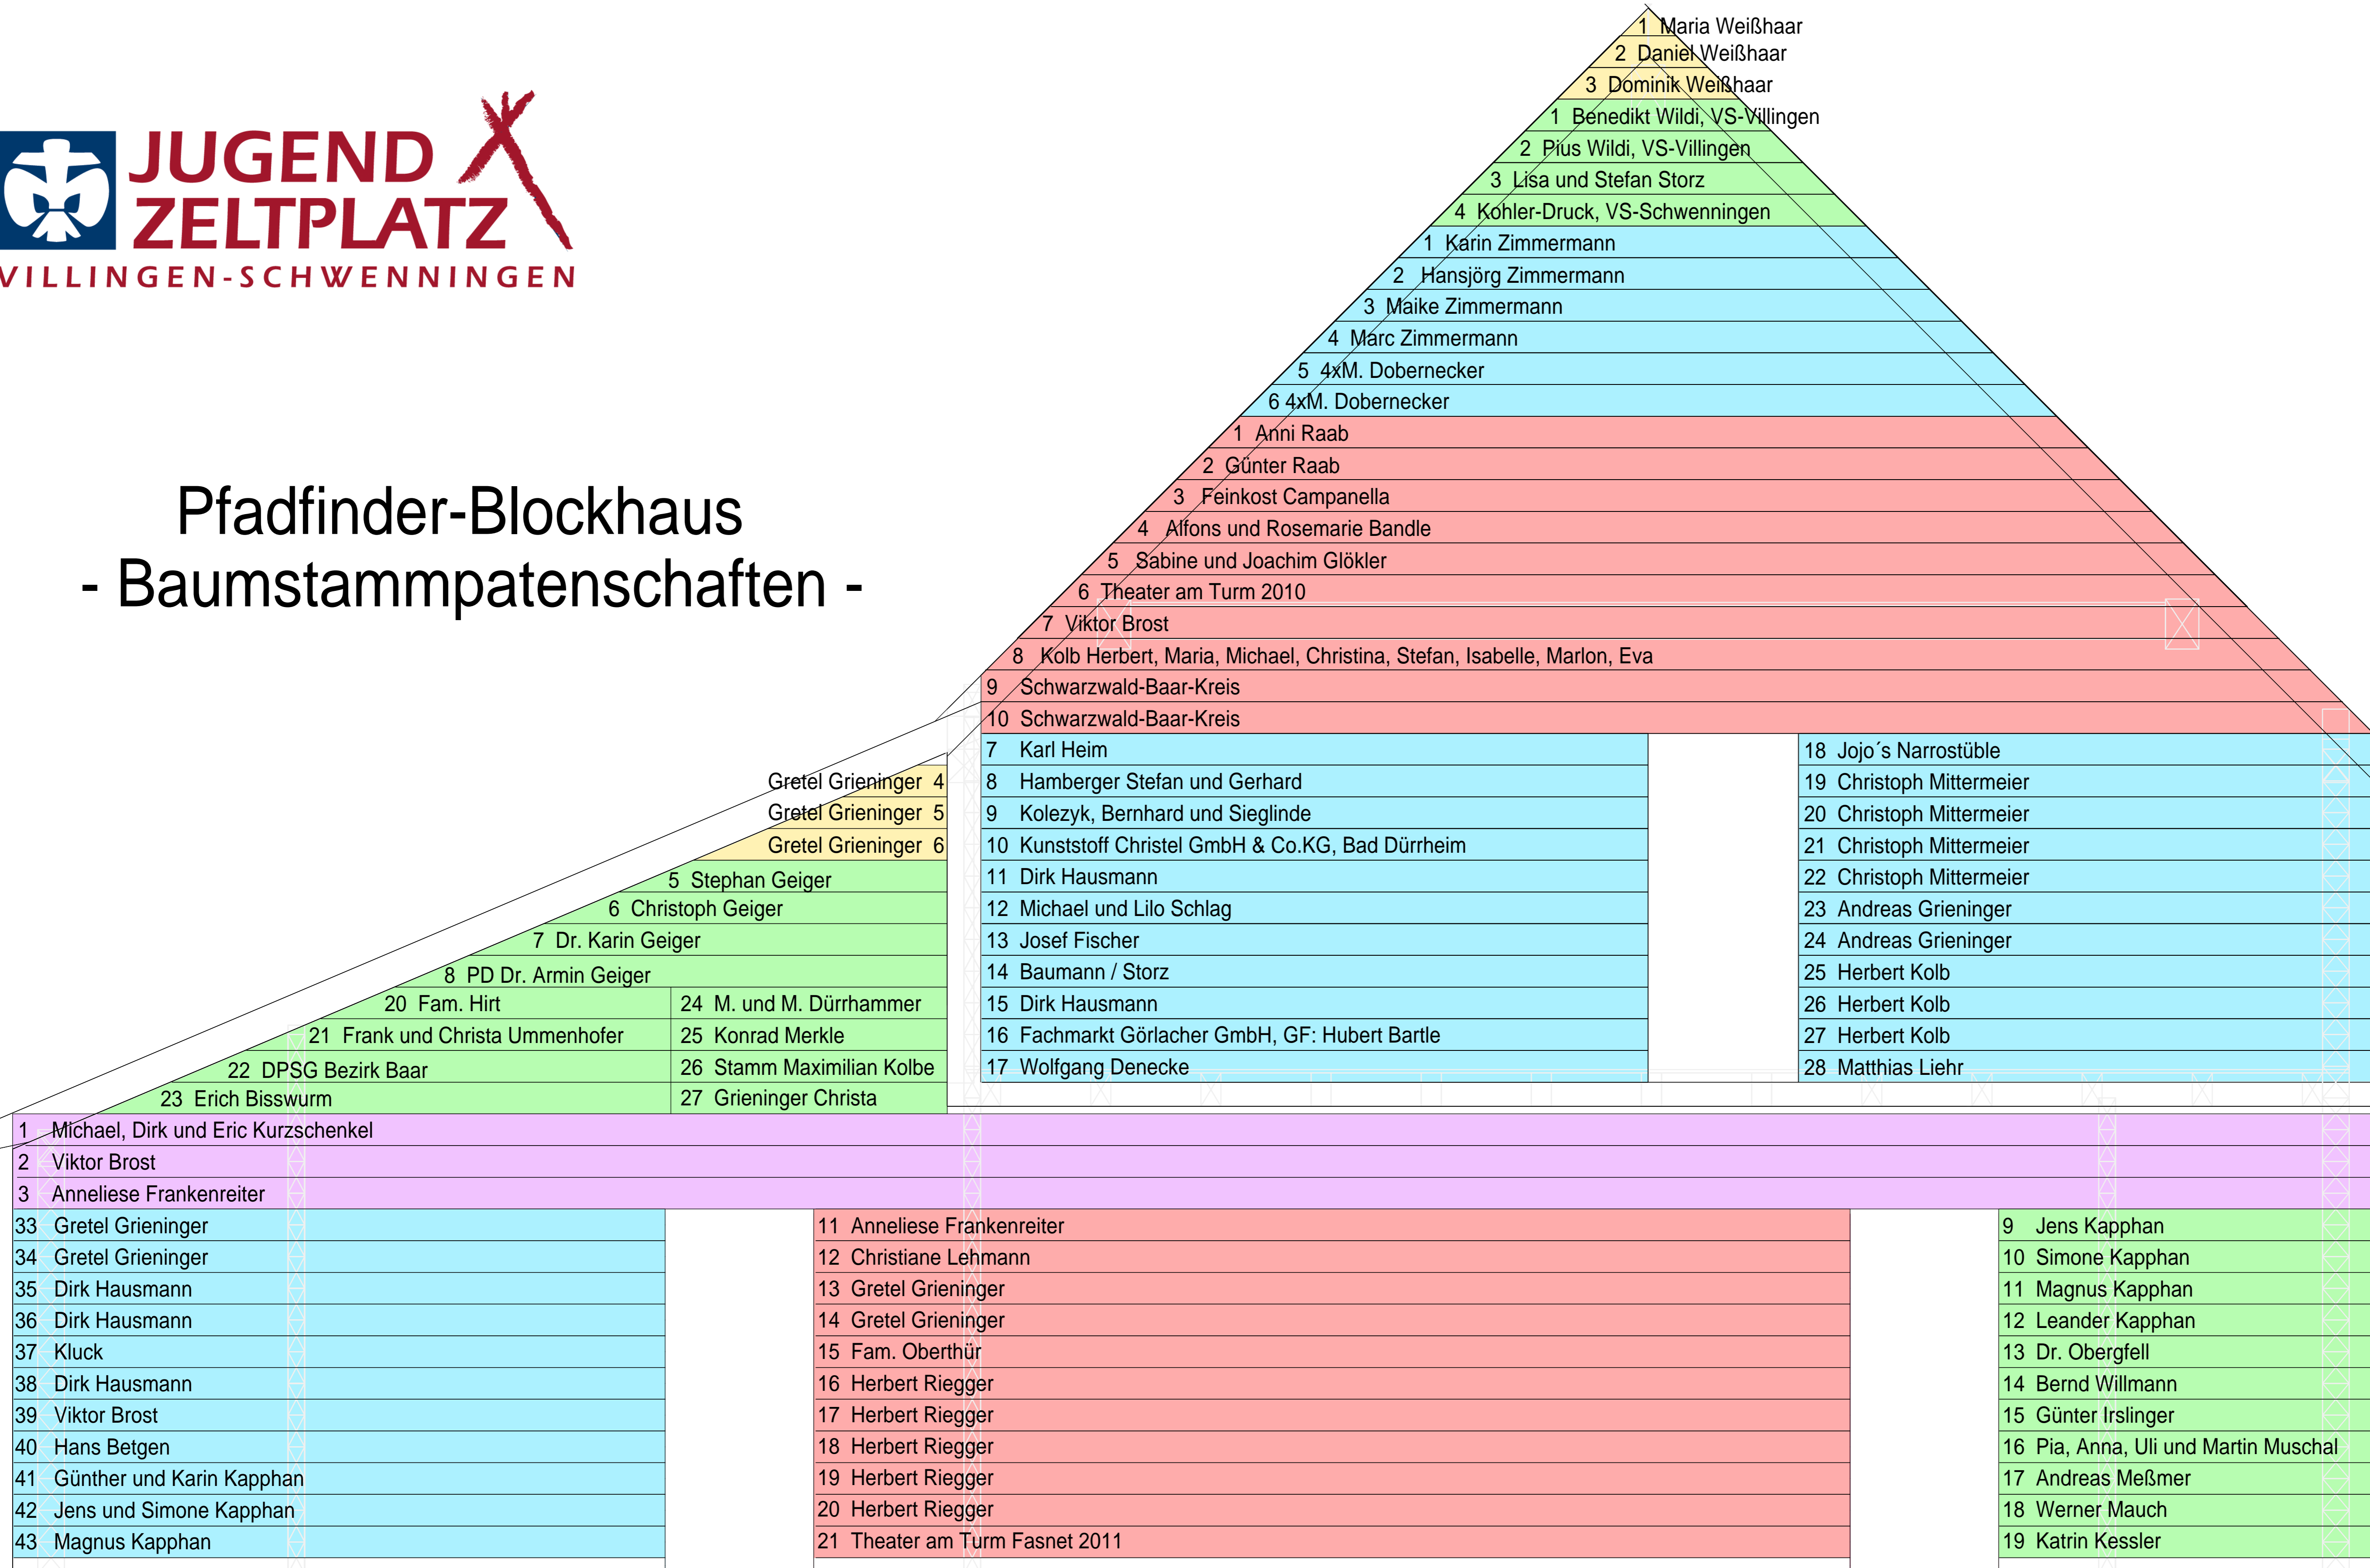 JUGEND
ZELTPLATZ
VILLINGEN-SCHWENNINGEN
Pfadfinder-Blockhaus
- Baumstammpatenschaften -
1 Maria Weißhaar
2 Daniel Weißhaar
3 Dominik Weißhaar
1 Benedikt Wildi, VS-Villingen
2 Pius Wildi, VS-Villingen
3 Lisa und Stefan Storz
4 Kohler-Druck, VS-Schwenningen
1 Karin Zimmermann
2 Hansjörg Zimmermann
3 Maike Zimmermann
4 Marc Zimmermann
5 4xM. Dobernecker
6 4xM. Dobernecker
1 Anni Raab
2 Günter Raab
3 Feinkost Campanella
4 Alfons und Rosemarie Bandle
5 Sabine und Joachim Glökler
6 Theater am Turm 2010
7 Viktor Brost
8 Kolb Herbert, Maria, Michael, Christina, Stefan, Isabelle, Marlon, Eva
9 Schwarzwald-Baar-Kreis
10 Schwarzwald-Baar-Kreis
Gretel Grieninger 4
Gretel Grieninger 5
Gretel Grieninger 6
5 Stephan Geiger
6 Christoph Geiger
7 Dr. Karin Geiger
8 PD Dr. Armin Geiger
20 Fam. Hirt
21 Frank und Christa Ummenhofer
22 DPSG Bezirk Baar
23 Erich Bisswurm
24 M. und M. Dürrhammer
25 Konrad Merkle
26 Stamm Maximilian Kolbe
27 Grieninger Christa
7 Karl Heim
8 Hamberger Stefan und Gerhard
9 Kolezyk, Bernhard und Sieglinde
10 Kunststoff Christel GmbH & Co.KG, Bad Dürrheim
11 Dirk Hausmann
12 Michael und Lilo Schlag
13 Josef Fischer
14 Baumann / Storz
15 Dirk Hausmann
16 Fachmarkt Görlacher GmbH, GF: Hubert Bartle
17 Wolfgang Denecke
18 Jojo´s Narrostüble
19 Christoph Mittermeier
20 Christoph Mittermeier
21 Christoph Mittermeier
22 Christoph Mittermeier
23 Andreas Grieninger
24 Andreas Grieninger
25 Herbert Kolb
26 Herbert Kolb
27 Herbert Kolb
28 Matthias Liehr
1 Michael, Dirk und Eric Kurzschenkel
2 Viktor Brost
3 Anneliese Frankenreiter
33 Gretel Grieninger
34 Gretel Grieninger
35 Dirk Hausmann
36 Dirk Hausmann
37 Kluck
38 Dirk Hausmann
39 Viktor Brost
40 Hans Betgen
41 Günther und Karin Kapphan
42 Jens und Simone Kapphan
43 Magnus Kapphan
11 Anneliese Frankenreiter
12 Christiane Lehmann
13 Gretel Grieninger
14 Gretel Grieninger
15 Fam. Oberthür
16 Herbert Riegger
17 Herbert Riegger
18 Herbert Riegger
19 Herbert Riegger
20 Herbert Riegger
21 Theater am Turm Fasnet 2011
9 Jens Kapphan
10 Simone Kapphan
11 Magnus Kapphan
12 Leander Kapphan
13 Dr. Obergfell
14 Bernd Willmann
15 Günter Irslinger
16 Pia, Anna, Uli und Martin Muschal
17 Andreas Meßmer
18 Werner Mauch
19 Katrin Kessler